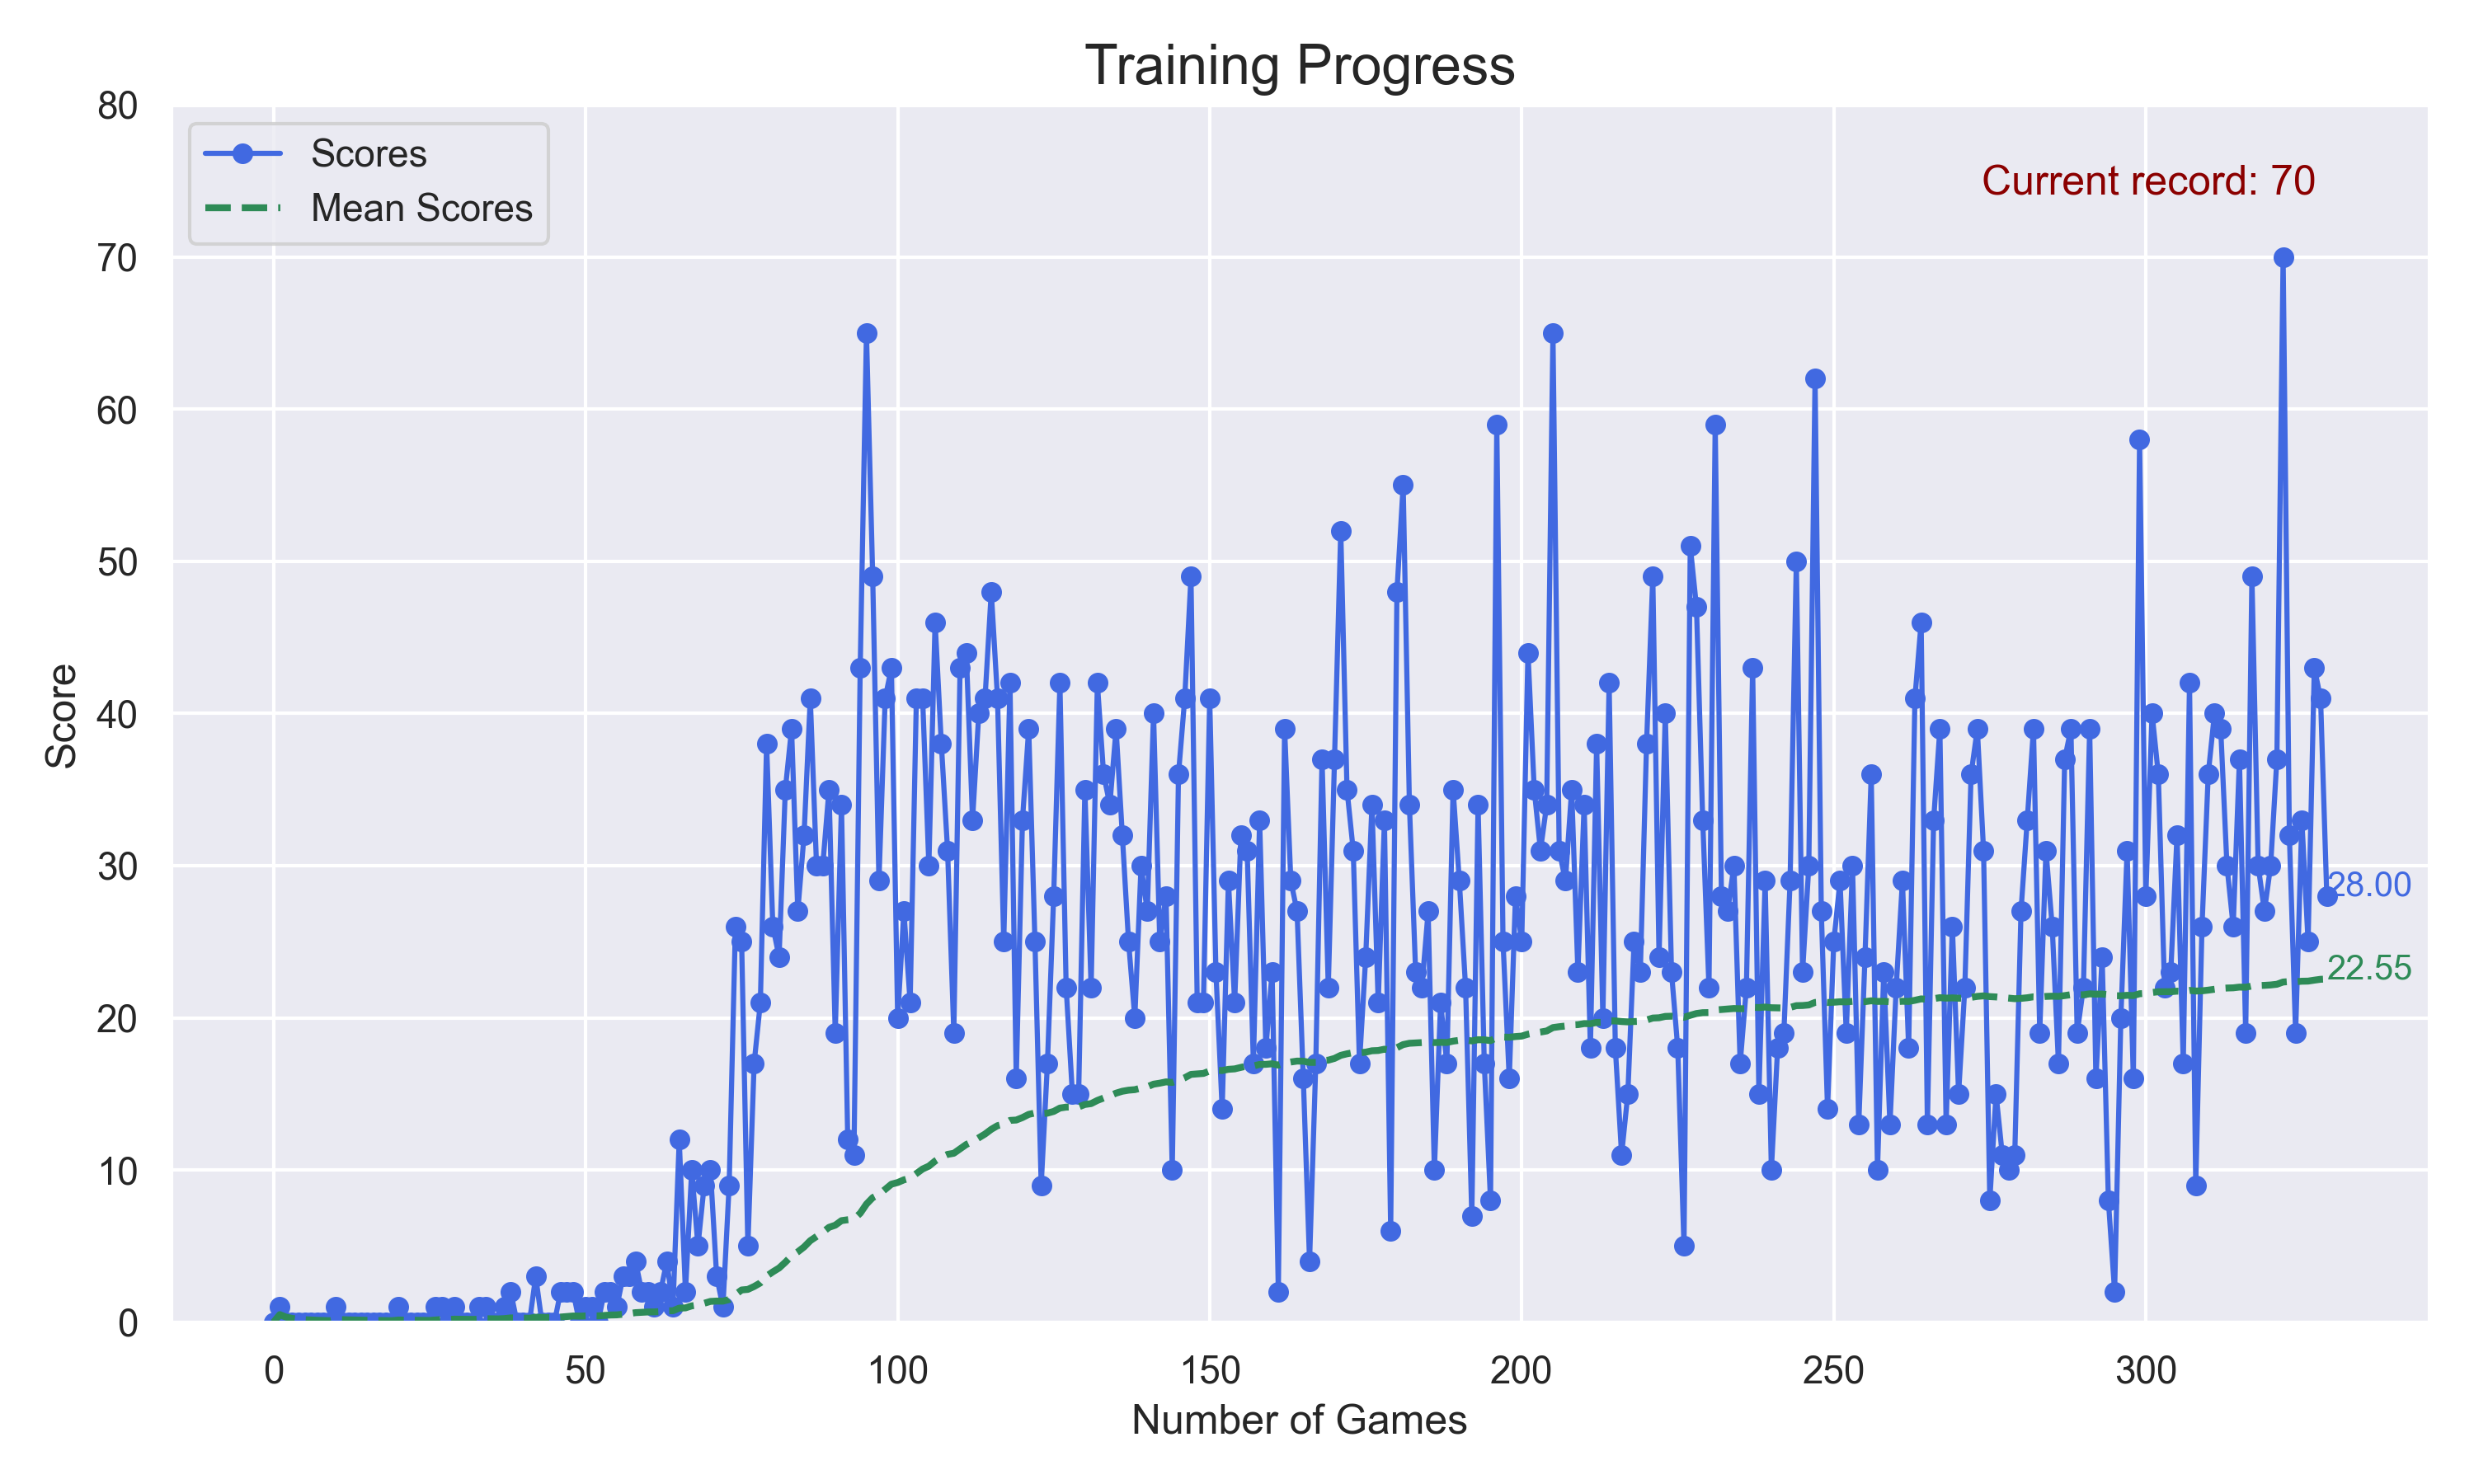 Training Progress
80
70
60
50
40
30
20
10
0
Score
Scores
Mean Scores
Current record: 70
28.00
22.55
0 50 100 150 200 250 300
Number of Games